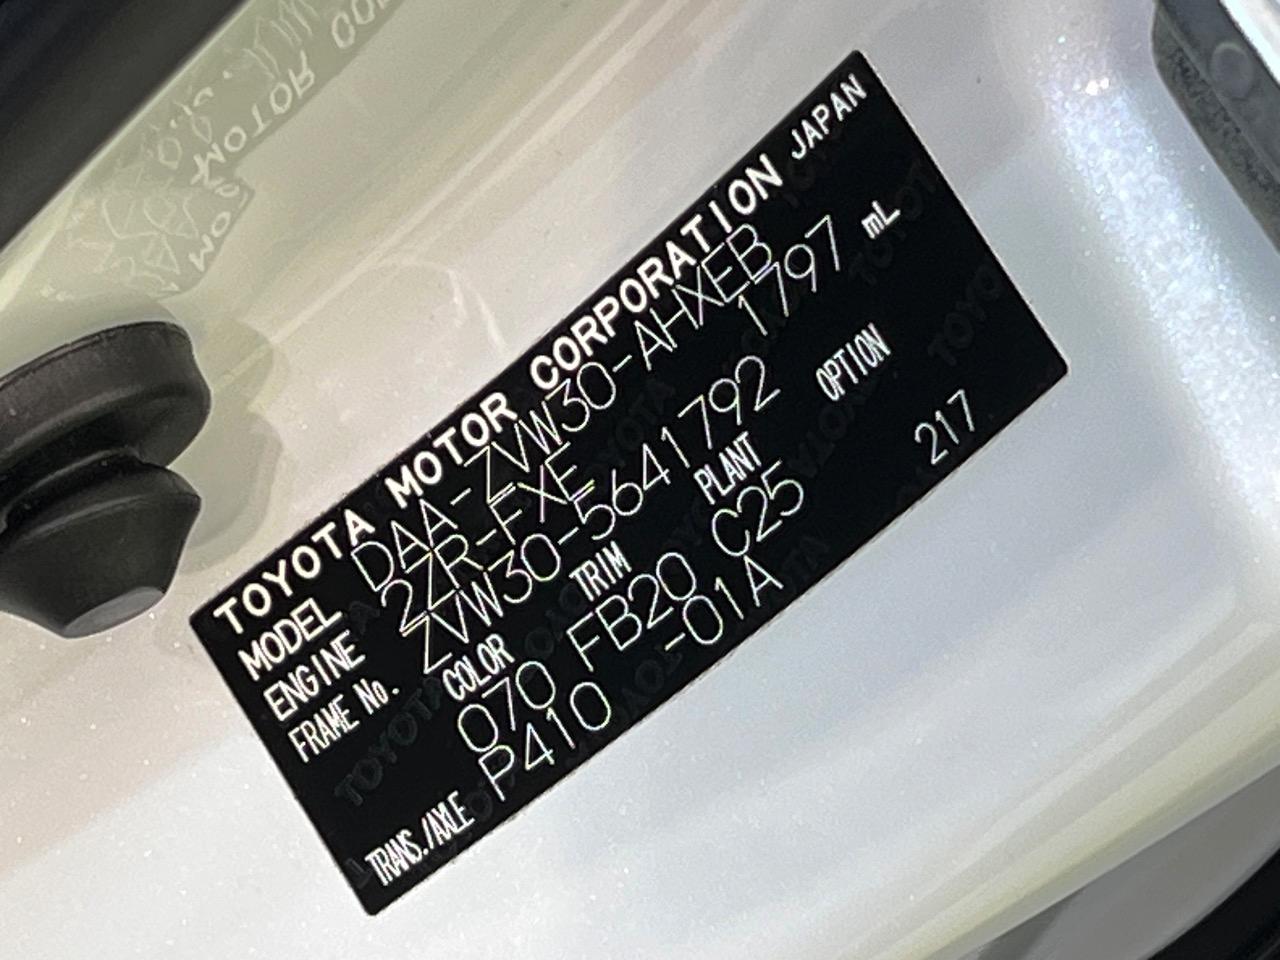 TOYOTA MOTOR CORPORATION JAPAN
MODEL DAA-ZVW30-AHXEB
ENGINE 2ZR-FXE 1797 mL
FRAME No. ZVW30-5641792
COLOR TRIM PLANT OPTION
070 FB20 C25 217
TRANS./AXLE P410 -01A